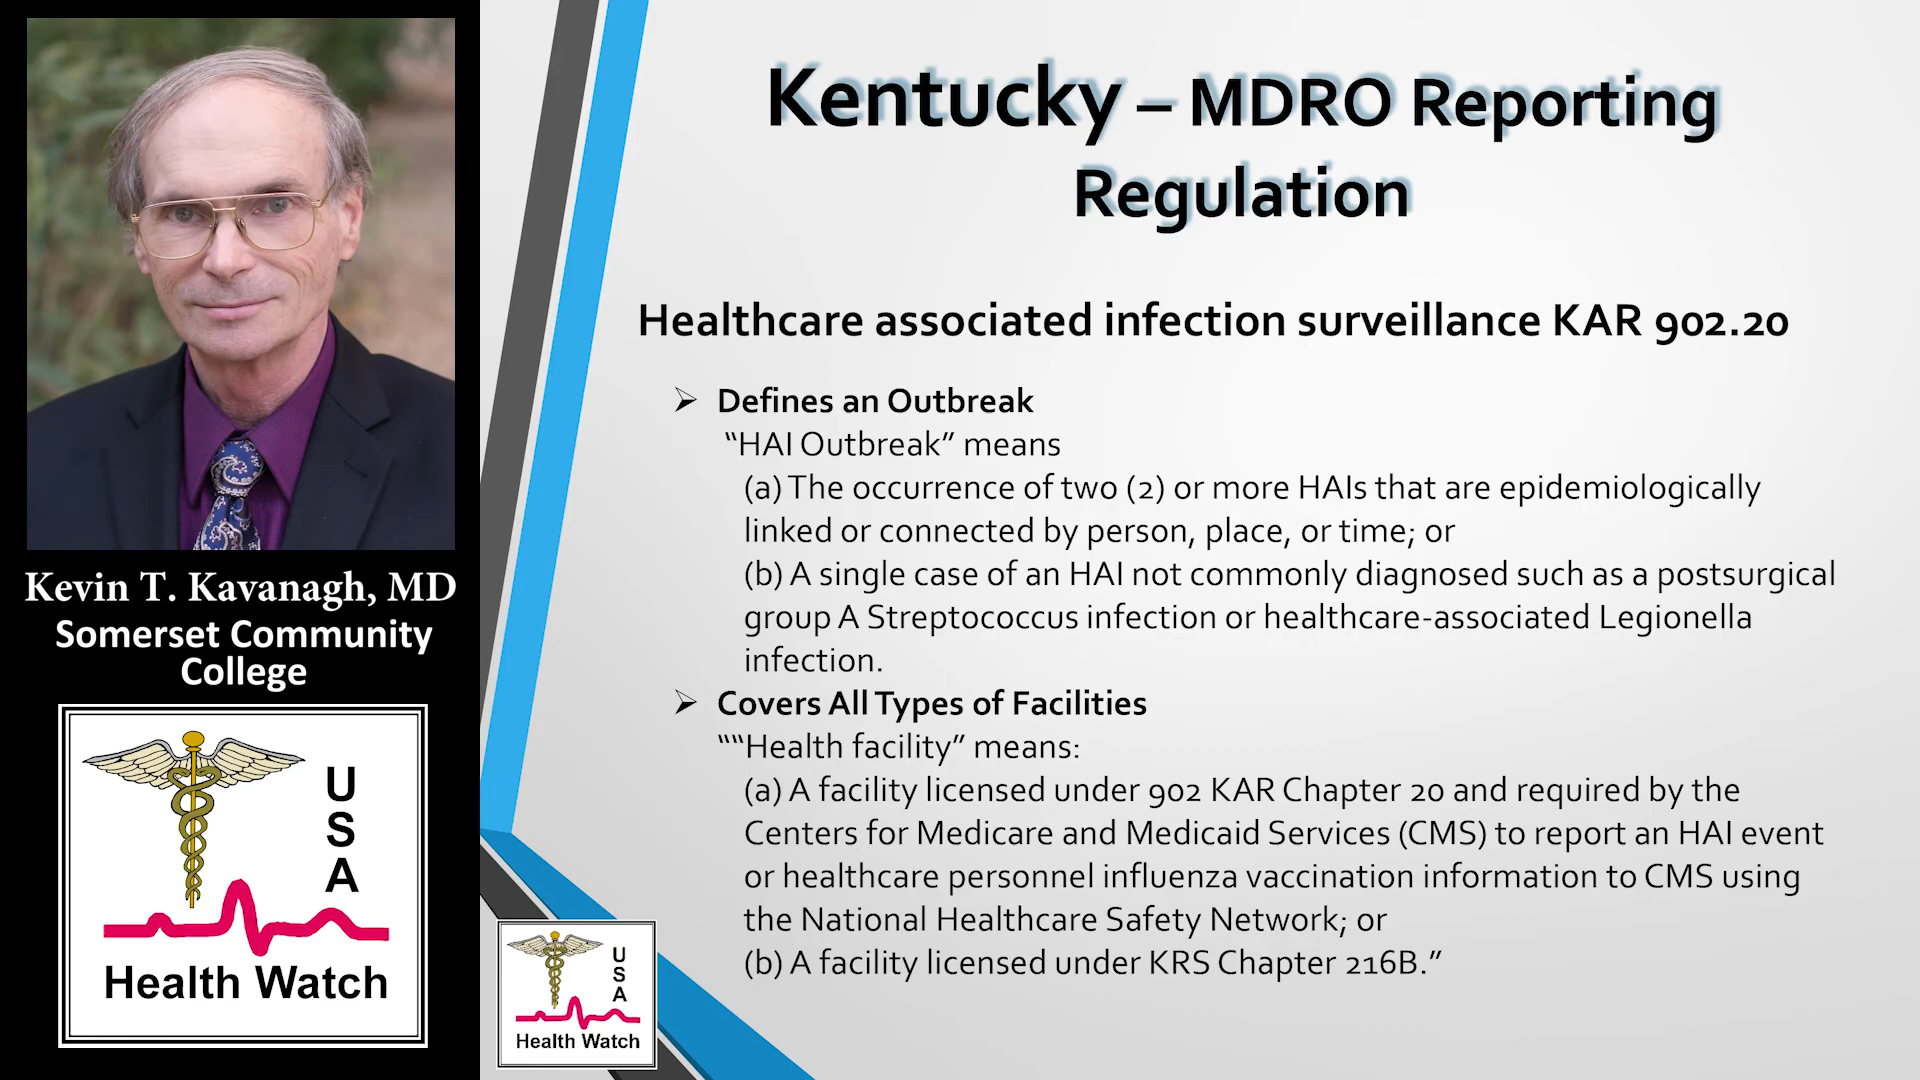 Kevin T. Kavanagh, MD
Somerset Community
College
USA
Health Watch
Kentucky – MDRO Reporting
Regulation
Healthcare associated infection surveillance KAR 902.20
➢ Defines an Outbreak
“HAI Outbreak” means
(a) The occurrence of two (2) or more HAIs that are epidemiologically
linked or connected by person, place, or time; or
(b) A single case of an HAI not commonly diagnosed such as a postsurgical
group A Streptococcus infection or healthcare-associated Legionella
infection.
➢ Covers All Types of Facilities
““Health facility” means:
(a) A facility licensed under 902 KAR Chapter 20 and required by the
Centers for Medicare and Medicaid Services (CMS) to report an HAI event
or healthcare personnel influenza vaccination information to CMS using
the National Healthcare Safety Network; or
(b) A facility licensed under KRS Chapter 216B.”
USA
Health Watch